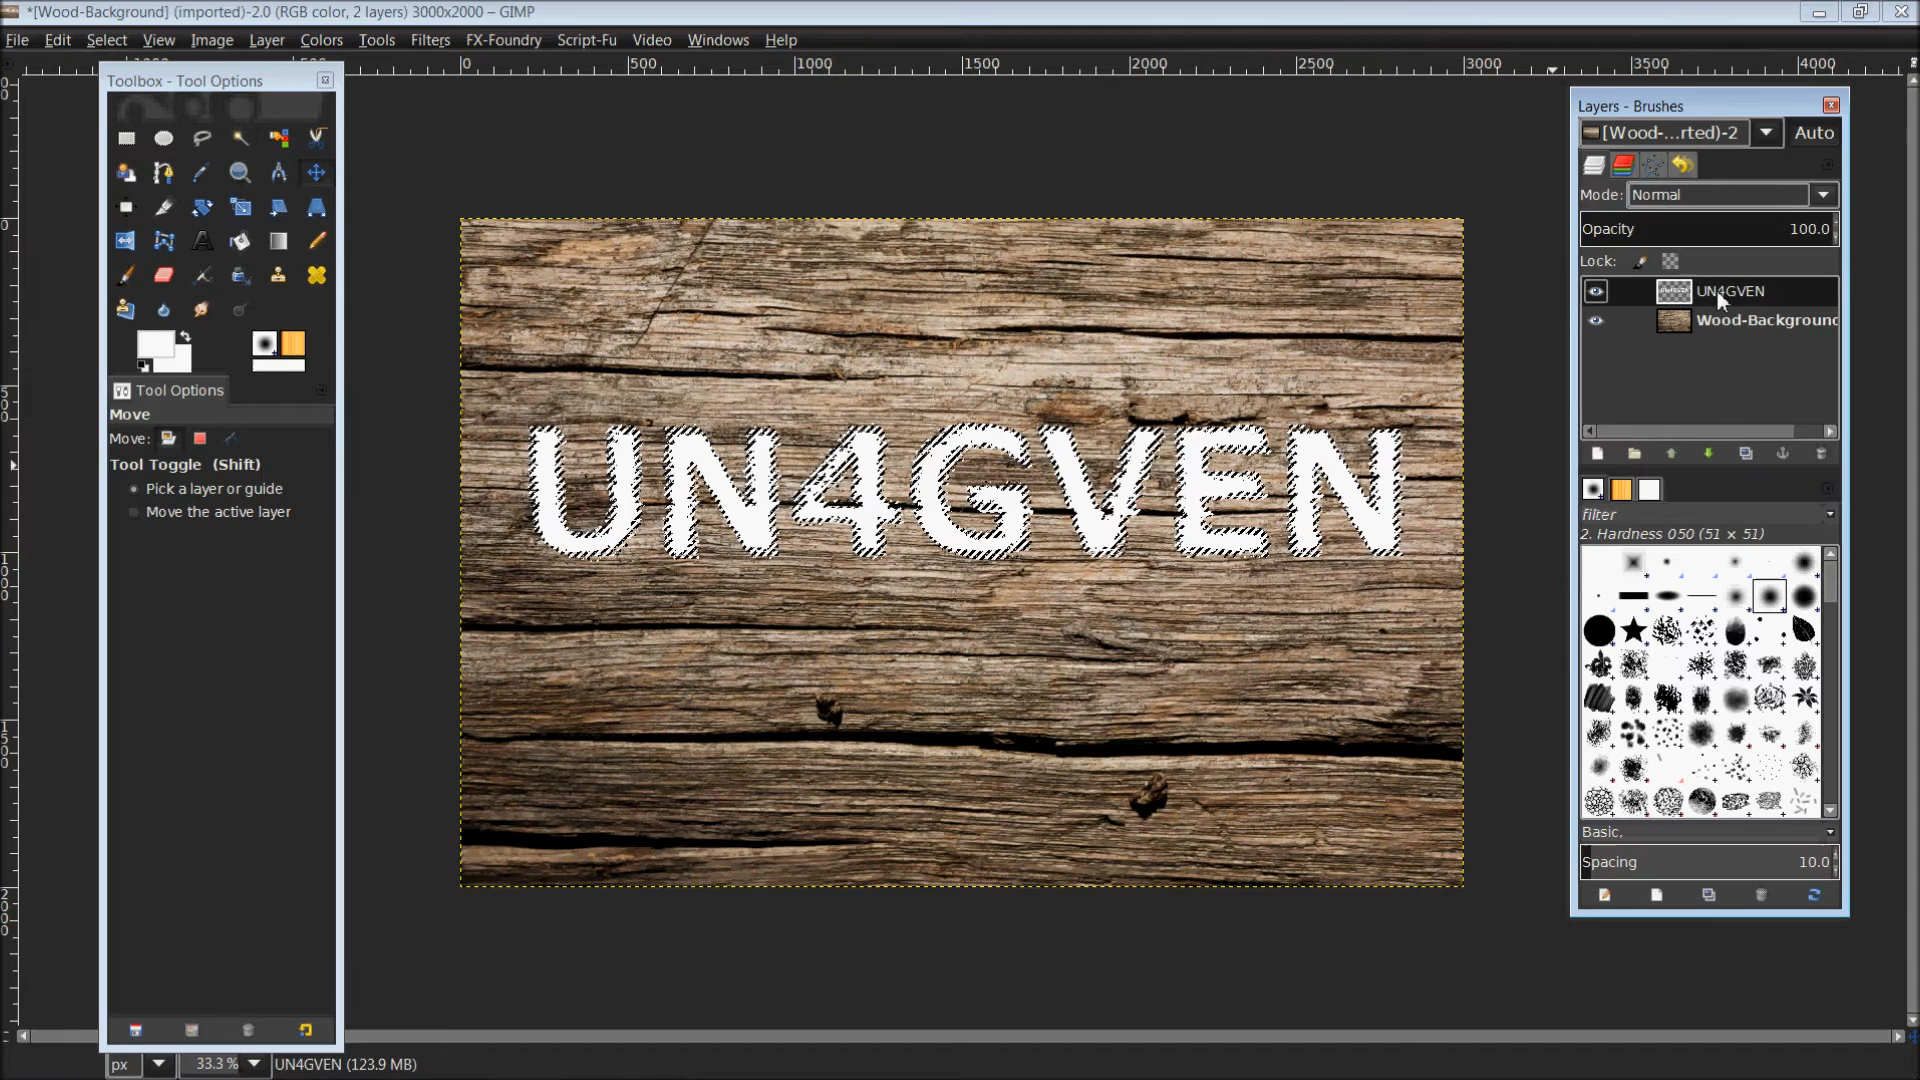 *[Wood-Background] (imported)-2.0 (RGB color, 2 layers) 3000x2000 – GIMP
File Edit Select View Image Layer Colors Tools Filters FX-Foundry Script-Fu Video Windows Help
0 500 1000 1500 2000 2500 3000 3500 4000
Toolbox - Tool Options
Tool Options
Move
Move:
Tool Toggle (Shift)
Pick a layer or guide
Move the active layer
UN4GVEN
Layers - Brushes
[Wood-...rted)-2 Auto
Mode: Normal
Opacity 100.0
Lock:
UN4GVEN
Wood-Background
filter
2. Hardness 050 (51 × 51)
Basic,
Spacing 10.0
px 33.3 % UN4GVEN (123.9 MB)